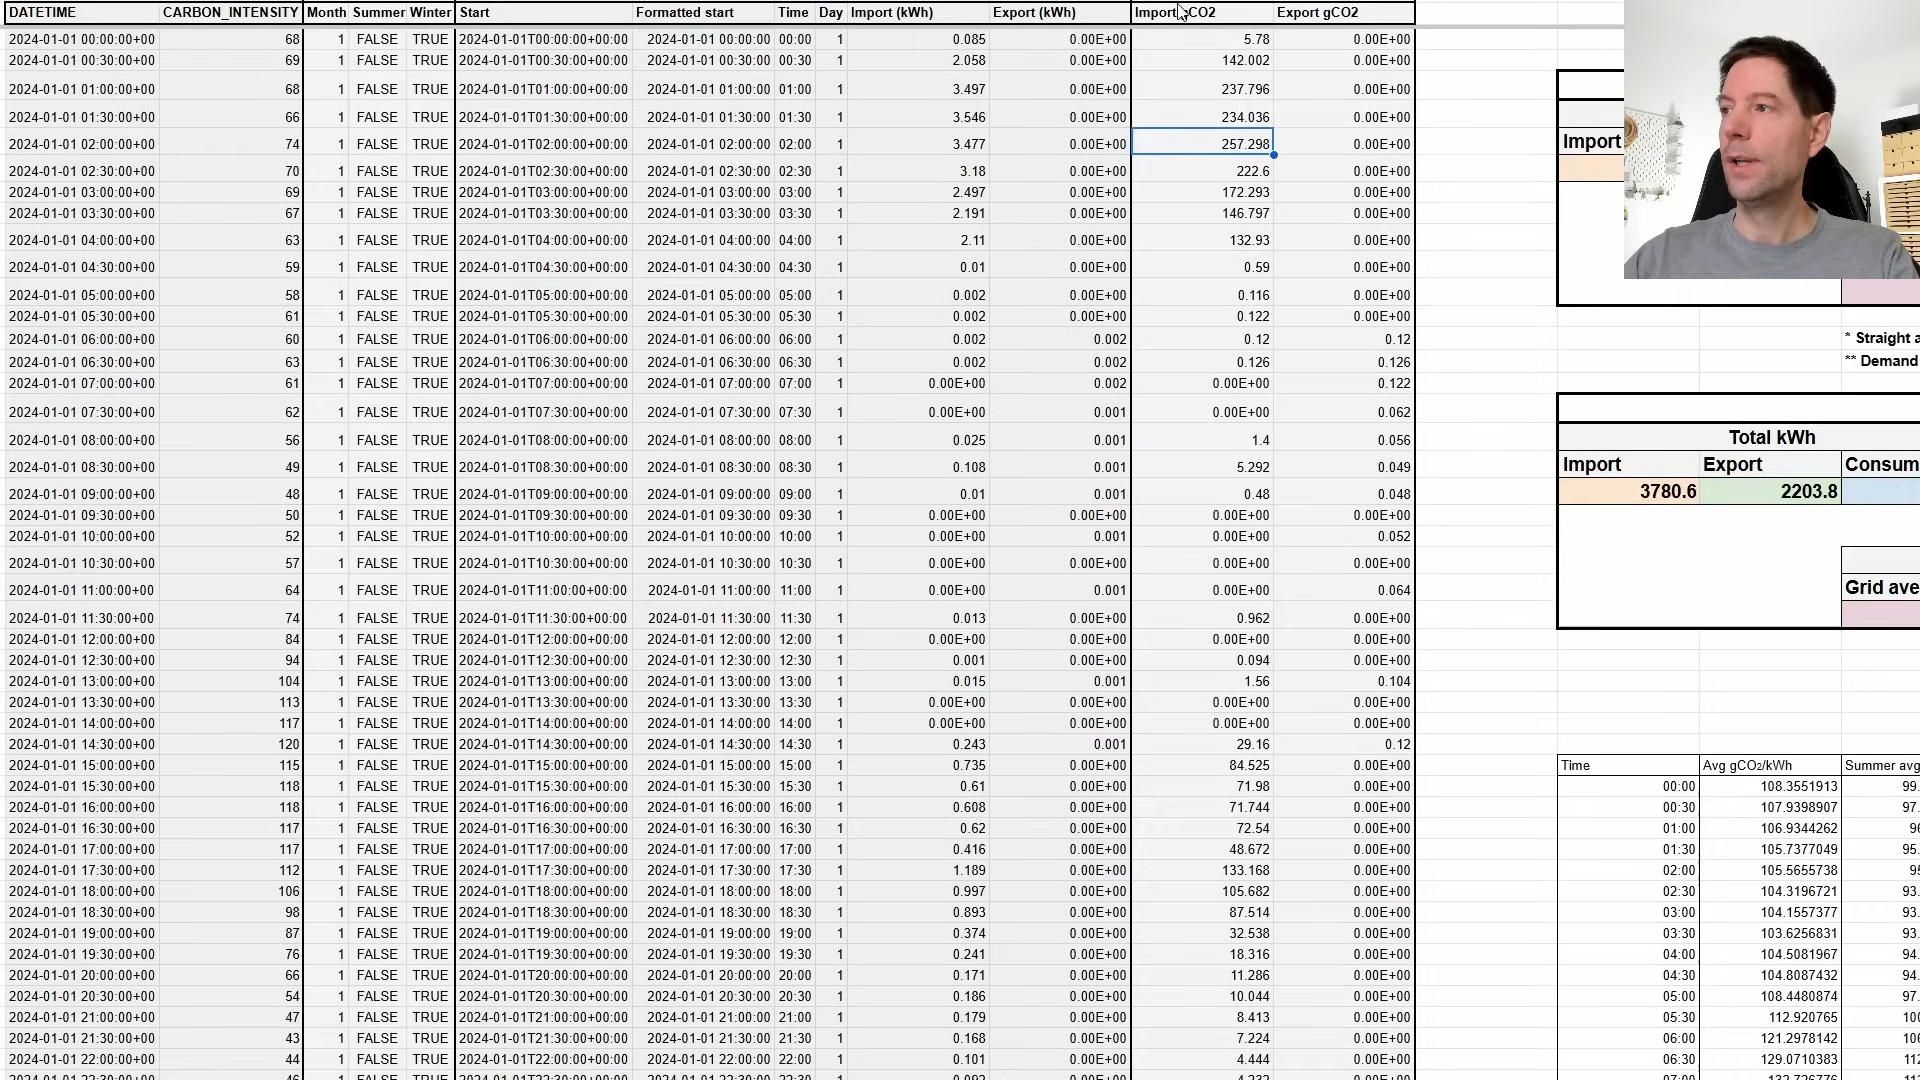 DATETIME CARBON_INTENSITY Month Summer Winter Start Formatted start Time Day Import (kWh) Export (kWh) Import gCO2 Export gCO2
2024-01-01 00:00:00+00 68 1 FALSE TRUE 2024-01-01T00:00:00+00:00 2024-01-01 00:00:00 00:00 1 0.085 0.00E+00 5.78 0.00E+00
2024-01-01 00:30:00+00 69 1 FALSE TRUE 2024-01-01T00:30:00+00:00 2024-01-01 00:30:00 00:30 1 2.058 0.00E+00 142.002 0.00E+00
2024-01-01 01:00:00+00 68 1 FALSE TRUE 2024-01-01T01:00:00+00:00 2024-01-01 01:00:00 01:00 1 3.497 0.00E+00 237.796 0.00E+00
2024-01-01 01:30:00+00 66 1 FALSE TRUE 2024-01-01T01:30:00+00:00 2024-01-01 01:30:00 01:30 1 3.546 0.00E+00 234.036 0.00E+00
2024-01-01 02:00:00+00 74 1 FALSE TRUE 2024-01-01T02:00:00+00:00 2024-01-01 02:00:00 02:00 1 3.477 0.00E+00 257.298 0.00E+00 Import
2024-01-01 02:30:00+00 70 1 FALSE TRUE 2024-01-01T02:30:00+00:00 2024-01-01 02:30:00 02:30 1 3.18 0.00E+00 222.6 0.00E+00
2024-01-01 03:00:00+00 69 1 FALSE TRUE 2024-01-01T03:00:00+00:00 2024-01-01 03:00:00 03:00 1 2.497 0.00E+00 172.293 0.00E+00
2024-01-01 03:30:00+00 67 1 FALSE TRUE 2024-01-01T03:30:00+00:00 2024-01-01 03:30:00 03:30 1 2.191 0.00E+00 146.797 0.00E+00
2024-01-01 04:00:00+00 63 1 FALSE TRUE 2024-01-01T04:00:00+00:00 2024-01-01 04:00:00 04:00 1 2.11 0.00E+00 132.93 0.00E+00
2024-01-01 04:30:00+00 59 1 FALSE TRUE 2024-01-01T04:30:00+00:00 2024-01-01 04:30:00 04:30 1 0.01 0.00E+00 0.59 0.00E+00
2024-01-01 05:00:00+00 58 1 FALSE TRUE 2024-01-01T05:00:00+00:00 2024-01-01 05:00:00 05:00 1 0.002 0.00E+00 0.116 0.00E+00
2024-01-01 05:30:00+00 61 1 FALSE TRUE 2024-01-01T05:30:00+00:00 2024-01-01 05:30:00 05:30 1 0.002 0.00E+00 0.122 0.00E+00
2024-01-01 06:00:00+00 60 1 FALSE TRUE 2024-01-01T06:00:00+00:00 2024-01-01 06:00:00 06:00 1 0.002 0.002 0.12 0.12 * Straight a
2024-01-01 06:30:00+00 63 1 FALSE TRUE 2024-01-01T06:30:00+00:00 2024-01-01 06:30:00 06:30 1 0.002 0.002 0.126 0.126 ** Demand
2024-01-01 07:00:00+00 61 1 FALSE TRUE 2024-01-01T07:00:00+00:00 2024-01-01 07:00:00 07:00 1 0.00E+00 0.002 0.00E+00 0.122
2024-01-01 07:30:00+00 62 1 FALSE TRUE 2024-01-01T07:30:00+00:00 2024-01-01 07:30:00 07:30 1 0.00E+00 0.001 0.00E+00 0.062
2024-01-01 08:00:00+00 56 1 FALSE TRUE 2024-01-01T08:00:00+00:00 2024-01-01 08:00:00 08:00 1 0.025 0.001 1.4 0.056 Total kWh
2024-01-01 08:30:00+00 49 1 FALSE TRUE 2024-01-01T08:30:00+00:00 2024-01-01 08:30:00 08:30 1 0.108 0.001 5.292 0.049 Import Export Consum
2024-01-01 09:00:00+00 48 1 FALSE TRUE 2024-01-01T09:00:00+00:00 2024-01-01 09:00:00 09:00 1 0.01 0.001 0.48 0.048 3780.6 2203.8
2024-01-01 09:30:00+00 50 1 FALSE TRUE 2024-01-01T09:30:00+00:00 2024-01-01 09:30:00 09:30 1 0.00E+00 0.00E+00 0.00E+00 0.00E+00
2024-01-01 10:00:00+00 52 1 FALSE TRUE 2024-01-01T10:00:00+00:00 2024-01-01 10:00:00 10:00 1 0.00E+00 0.001 0.00E+00 0.052
2024-01-01 10:30:00+00 57 1 FALSE TRUE 2024-01-01T10:30:00+00:00 2024-01-01 10:30:00 10:30 1 0.00E+00 0.00E+00 0.00E+00 0.00E+00
2024-01-01 11:00:00+00 64 1 FALSE TRUE 2024-01-01T11:00:00+00:00 2024-01-01 11:00:00 11:00 1 0.00E+00 0.001 0.00E+00 0.064 Grid ave
2024-01-01 11:30:00+00 74 1 FALSE TRUE 2024-01-01T11:30:00+00:00 2024-01-01 11:30:00 11:30 1 0.013 0.00E+00 0.962 0.00E+00
2024-01-01 12:00:00+00 84 1 FALSE TRUE 2024-01-01T12:00:00+00:00 2024-01-01 12:00:00 12:00 1 0.00E+00 0.00E+00 0.00E+00 0.00E+00
2024-01-01 12:30:00+00 94 1 FALSE TRUE 2024-01-01T12:30:00+00:00 2024-01-01 12:30:00 12:30 1 0.001 0.00E+00 0.094 0.00E+00
2024-01-01 13:00:00+00 104 1 FALSE TRUE 2024-01-01T13:00:00+00:00 2024-01-01 13:00:00 13:00 1 0.015 0.001 1.56 0.104
2024-01-01 13:30:00+00 113 1 FALSE TRUE 2024-01-01T13:30:00+00:00 2024-01-01 13:30:00 13:30 1 0.00E+00 0.00E+00 0.00E+00 0.00E+00
2024-01-01 14:00:00+00 117 1 FALSE TRUE 2024-01-01T14:00:00+00:00 2024-01-01 14:00:00 14:00 1 0.00E+00 0.00E+00 0.00E+00 0.00E+00
2024-01-01 14:30:00+00 120 1 FALSE TRUE 2024-01-01T14:30:00+00:00 2024-01-01 14:30:00 14:30 1 0.243 0.001 29.16 0.12
2024-01-01 15:00:00+00 115 1 FALSE TRUE 2024-01-01T15:00:00+00:00 2024-01-01 15:00:00 15:00 1 0.735 0.00E+00 84.525 0.00E+00 Time Avg gCO2/kWh Summer avg
2024-01-01 15:30:00+00 118 1 FALSE TRUE 2024-01-01T15:30:00+00:00 2024-01-01 15:30:00 15:30 1 0.61 0.00E+00 71.98 0.00E+00 00:00 108.3551913 99.
2024-01-01 16:00:00+00 118 1 FALSE TRUE 2024-01-01T16:00:00+00:00 2024-01-01 16:00:00 16:00 1 0.608 0.00E+00 71.744 0.00E+00 00:30 107.9398907 97.
2024-01-01 16:30:00+00 117 1 FALSE TRUE 2024-01-01T16:30:00+00:00 2024-01-01 16:30:00 16:30 1 0.62 0.00E+00 72.54 0.00E+00 01:00 106.9344262 96
2024-01-01 17:00:00+00 117 1 FALSE TRUE 2024-01-01T17:00:00+00:00 2024-01-01 17:00:00 17:00 1 0.416 0.00E+00 48.672 0.00E+00 01:30 105.7377049 95.
2024-01-01 17:30:00+00 112 1 FALSE TRUE 2024-01-01T17:30:00+00:00 2024-01-01 17:30:00 17:30 1 1.189 0.00E+00 133.168 0.00E+00 02:00 105.5655738 95
2024-01-01 18:00:00+00 106 1 FALSE TRUE 2024-01-01T18:00:00+00:00 2024-01-01 18:00:00 18:00 1 0.997 0.00E+00 105.682 0.00E+00 02:30 104.3196721 93.
2024-01-01 18:30:00+00 98 1 FALSE TRUE 2024-01-01T18:30:00+00:00 2024-01-01 18:30:00 18:30 1 0.893 0.00E+00 87.514 0.00E+00 03:00 104.1557377 93.
2024-01-01 19:00:00+00 87 1 FALSE TRUE 2024-01-01T19:00:00+00:00 2024-01-01 19:00:00 19:00 1 0.374 0.00E+00 32.538 0.00E+00 03:30 103.6256831 93.
2024-01-01 19:30:00+00 76 1 FALSE TRUE 2024-01-01T19:30:00+00:00 2024-01-01 19:30:00 19:30 1 0.241 0.00E+00 18.316 0.00E+00 04:00 104.5081967 94.
2024-01-01 20:00:00+00 66 1 FALSE TRUE 2024-01-01T20:00:00+00:00 2024-01-01 20:00:00 20:00 1 0.171 0.00E+00 11.286 0.00E+00 04:30 104.8087432 94.
2024-01-01 20:30:00+00 54 1 FALSE TRUE 2024-01-01T20:30:00+00:00 2024-01-01 20:30:00 20:30 1 0.186 0.00E+00 10.044 0.00E+00 05:00 108.4480874 97.
2024-01-01 21:00:00+00 47 1 FALSE TRUE 2024-01-01T21:00:00+00:00 2024-01-01 21:00:00 21:00 1 0.179 0.00E+00 8.413 0.00E+00 05:30 112.920765 100
2024-01-01 21:30:00+00 43 1 FALSE TRUE 2024-01-01T21:30:00+00:00 2024-01-01 21:30:00 21:30 1 0.168 0.00E+00 7.224 0.00E+00 06:00 121.2978142 106
2024-01-01 22:00:00+00 44 1 FALSE TRUE 2024-01-01T22:00:00+00:00 2024-01-01 22:00:00 22:00 1 0.101 0.00E+00 4.444 0.00E+00 06:30 129.0710383 112